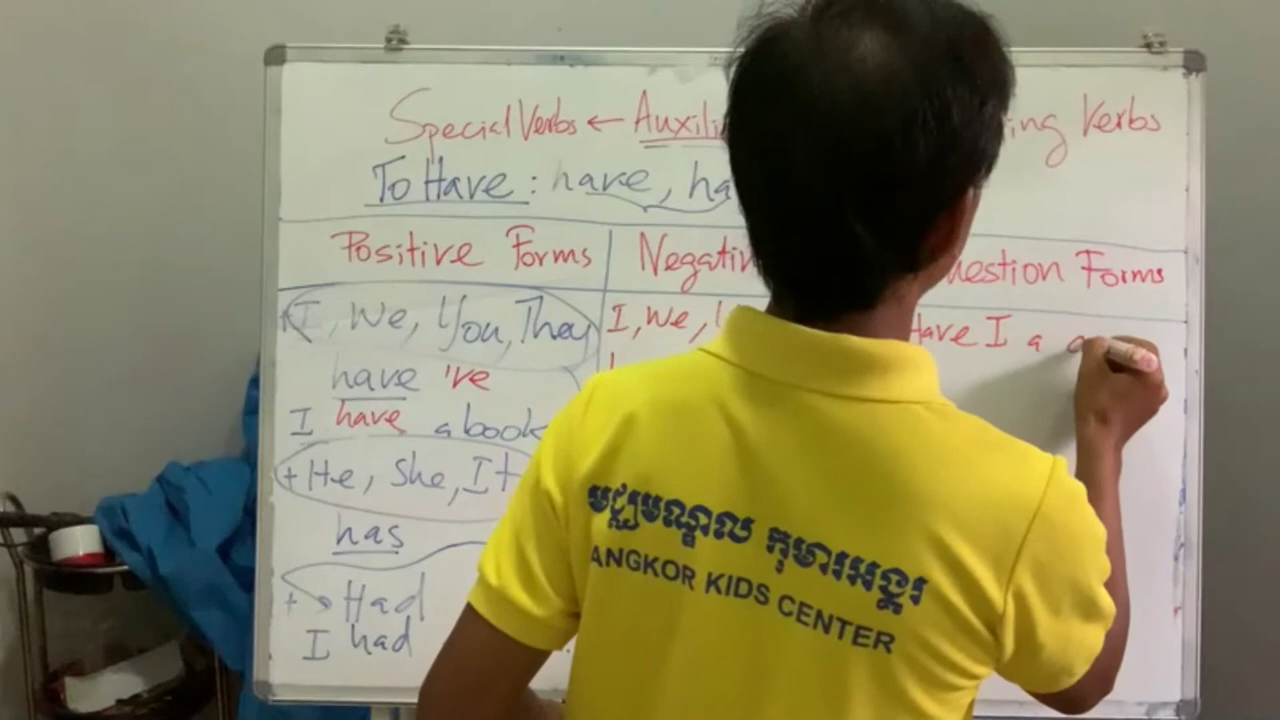 Special Verbs ← Auxili ing Verbs
To Have : have, ha
Positive Forms
Negativ
uestion Forms
I, We, You, They
I, We,
Have I a
have 've
I have a book
+ He, She, It
has
+ Had
I had
មជ្ឈមណ្ឌល កុមារអង្គរ
ANGKOR KIDS CENTER